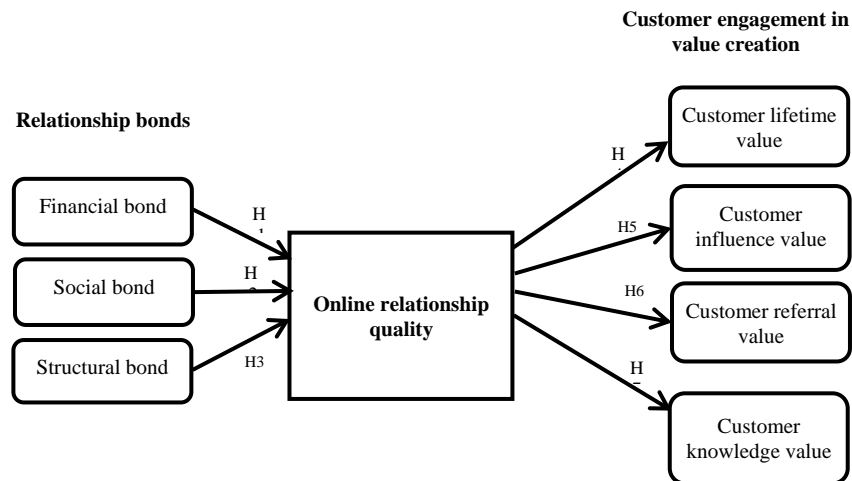 Customer engagement in
value creation
Relationship bonds
Customer lifetime
value
Financial bond
H
H
Customer
influence value
H5
Social bond
H
Online relationship
quality
H6
Customer referral
value
Structural bond
H3
H
Customer
knowledge value